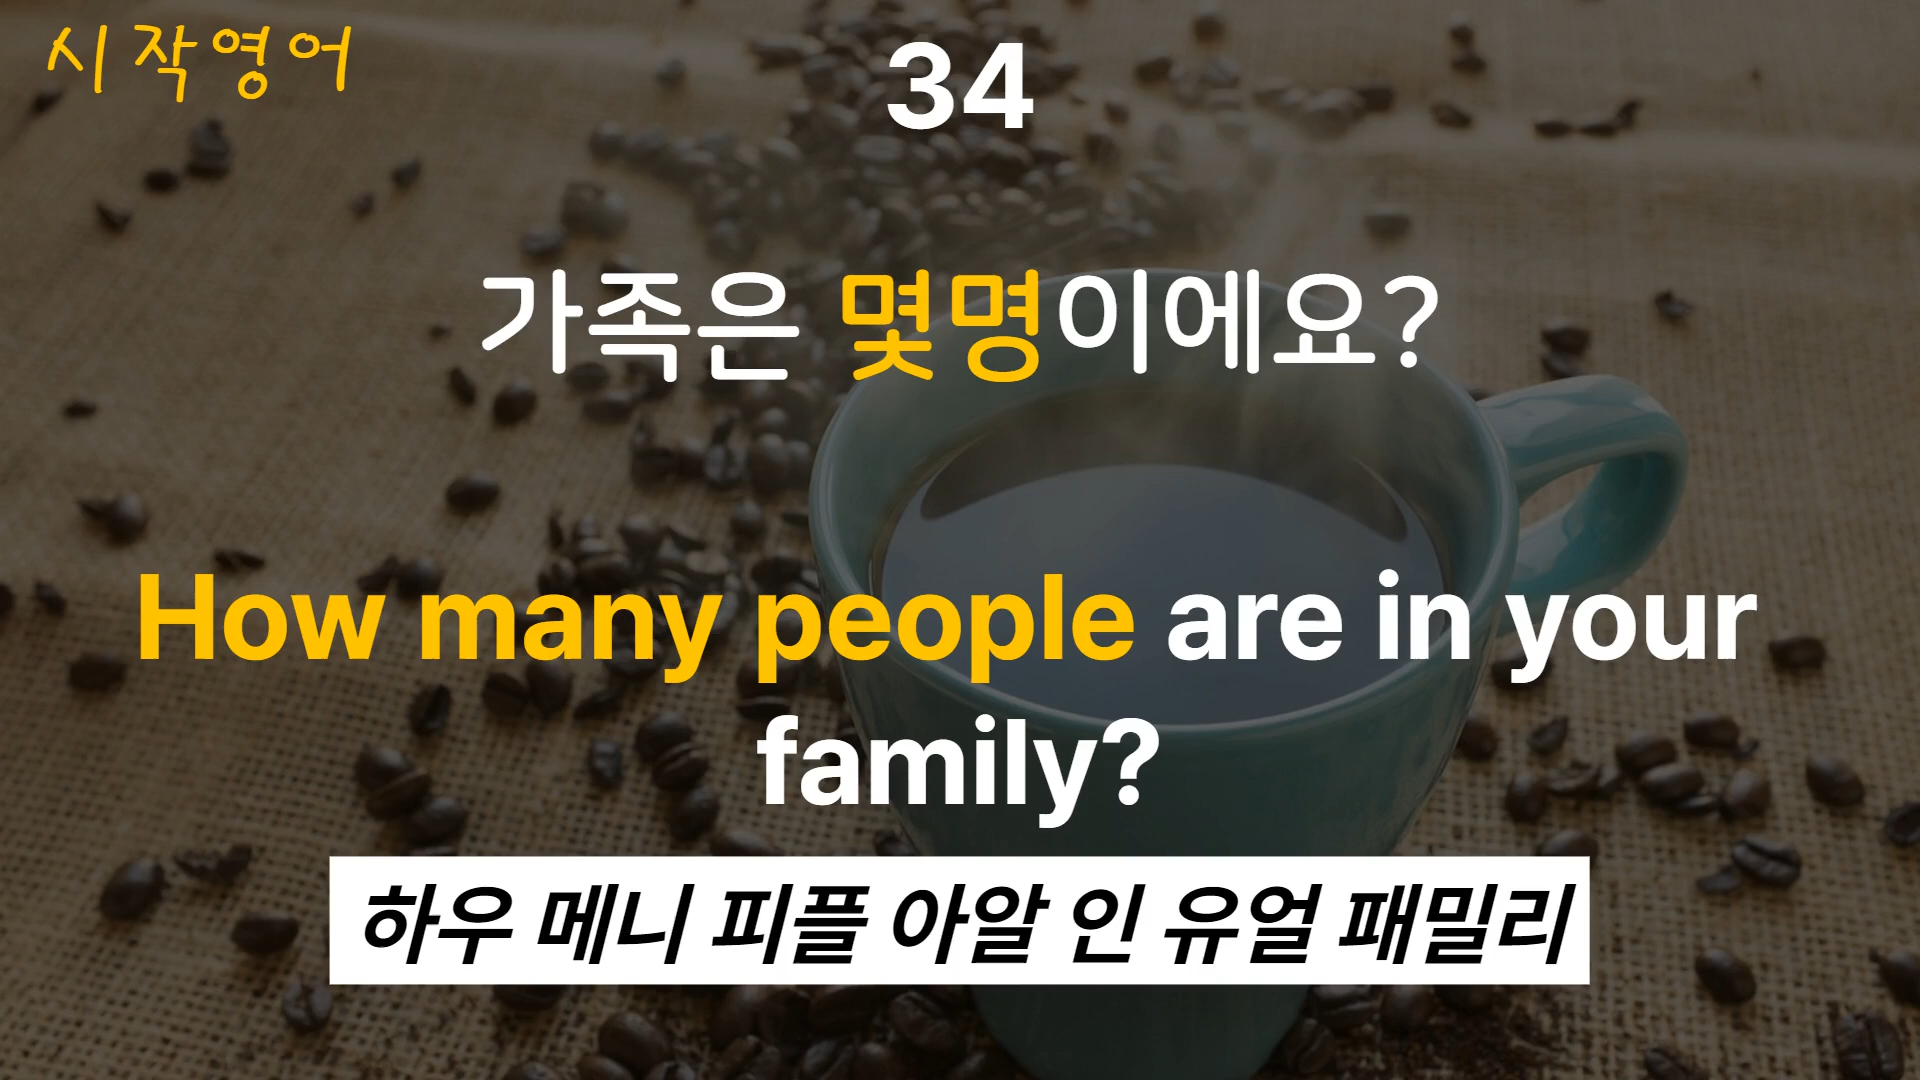 시작영어
34
가족은 몇명이에요?
How many people are in your
family?
하우 메니 피플 아알 인 유얼 패밀리